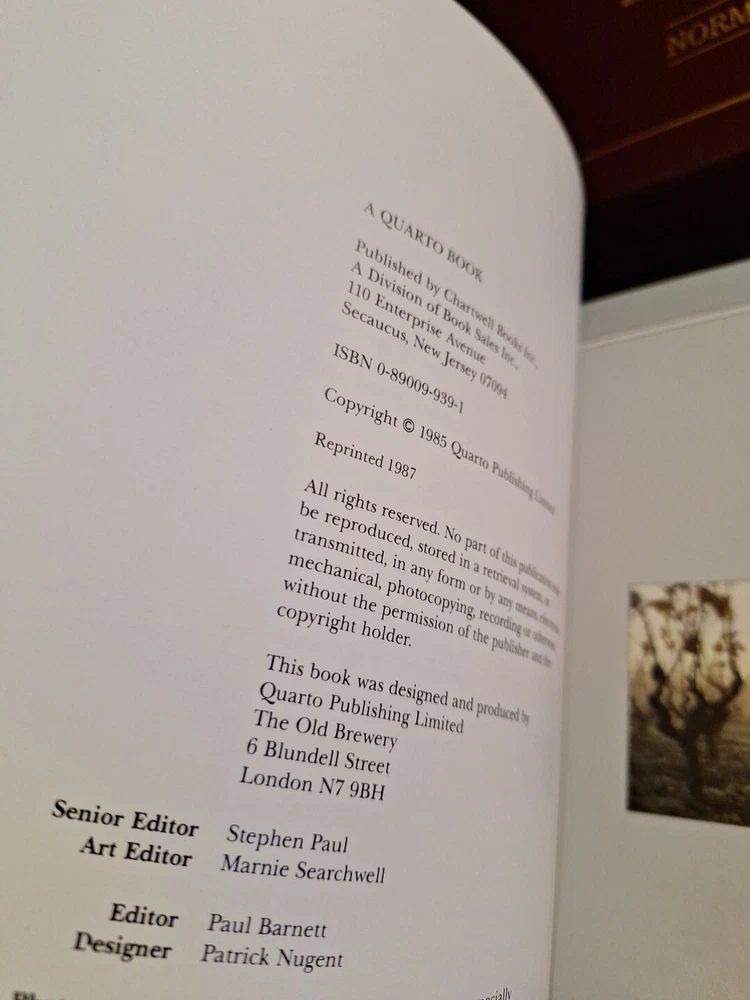 NORM
A QUARTO BOOK
Published by Chartwell Books Inc.,
A Division of Book Sales Inc.,
110 Enterprise Avenue
Secaucus, New Jersey 07094
ISBN 0-89009-939-1
Copyright © 1985 Quarto Publishing Limited
Reprinted 1987
All rights reserved. No part of this publication may
be reproduced, stored in a retrieval system or
transmitted, in any form or by any means, electronic,
mechanical, photocopying, recording or otherwise,
without the permission of the publisher and the
copyright holder.
This book was designed and produced by
Quarto Publishing Limited
The Old Brewery
6 Blundell Street
London N7 9BH
Senior Editor Stephen Paul
Art Editor Marnie Searchwell
Editor Paul Barnett
Designer Patrick Nugent